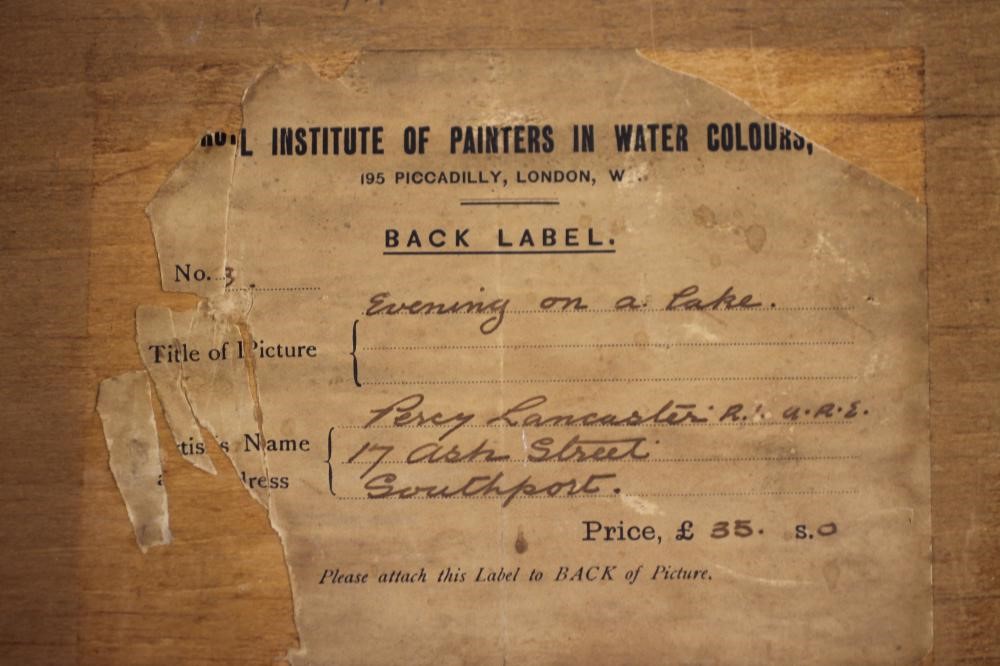 INSTITUTE OF PAINTERS IN WATER COLOURS,
195 PICCADILLY, LONDON, W
BACK LABEL.
No. 3.
Evening on a lake.
Title of Picture
Percy Lancaster R.I. A.R.E.
Name
17 Ash Street
Southport.
Price, £ 35. s.0
Please attach this Label to BACK of Picture.